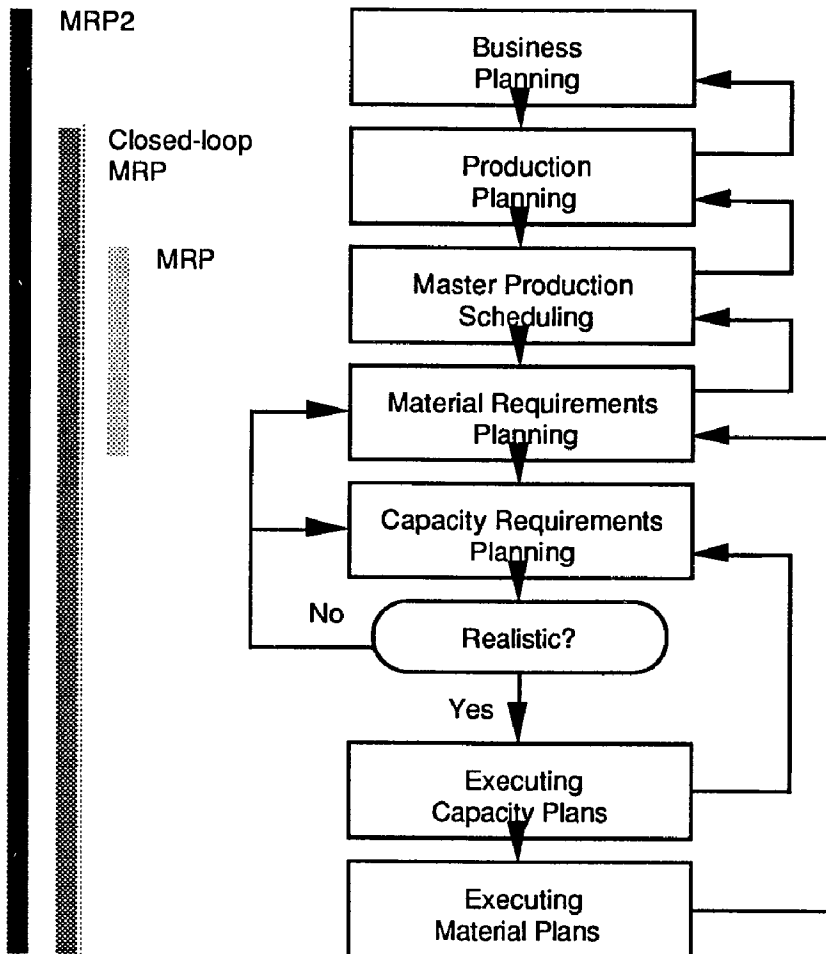 MRP2
Business
Planning
Closed-loop
MRP
Production
Planning
MRP
Master Production
Scheduling
Material Requirements
Planning
Capacity Requirements
Planning
No
Realistic?
Yes
Executing
Capacity Plans
Executing
Material Plans